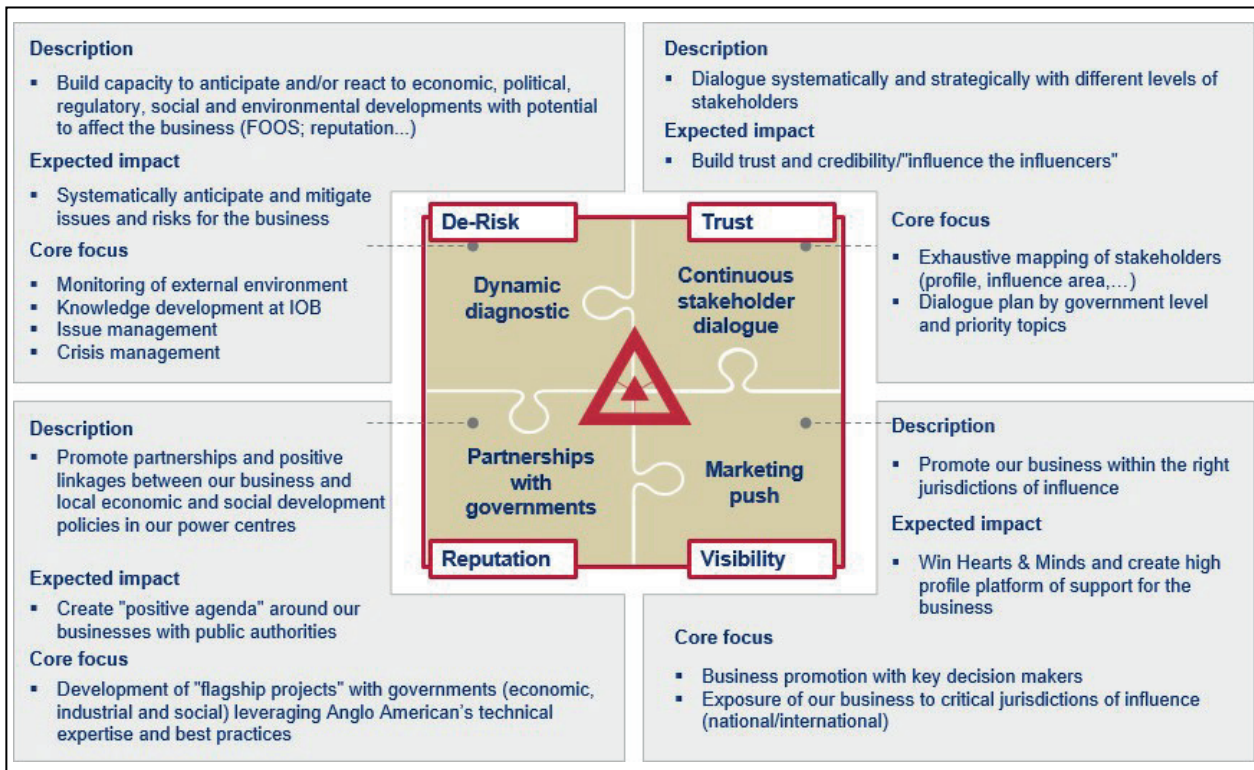 Description
▪ Build capacity to anticipate and/or react to economic, political,
regulatory, social and environmental developments with potential
to affect the business (FOOS; reputation...)
Expected impact
▪ Systematically anticipate and mitigate
issues and risks for the business
Core focus
▪ Monitoring of external environment
▪ Knowledge development at IOB
▪ Issue management
▪ Crisis management
Description
▪ Dialogue systematically and strategically with different levels of
stakeholders
Expected impact
▪ Build trust and credibility/"influence the influencers"
Core focus
▪ Exhaustive mapping of stakeholders
(profile, influence area,...)
▪ Dialogue plan by government level
and priority topics
De-Risk
Dynamic
diagnostic
Trust
Continuous
stakeholder
dialogue
Partnerships
with
governments
Reputation
Marketing
push
Visibility
Description
▪ Promote partnerships and positive
linkages between our business and
local economic and social development
policies in our power centres
Expected impact
▪ Create "positive agenda" around our
businesses with public authorities
Core focus
▪ Development of "flagship projects" with governments (economic,
industrial and social) leveraging Anglo American's technical
expertise and best practices
Description
▪ Promote our business within the right
jurisdictions of influence
Expected impact
▪ Win Hearts & Minds and create high
profile platform of support for the
business
Core focus
▪ Business promotion with key decision makers
▪ Exposure of our business to critical jurisdictions of influence
(national/international)